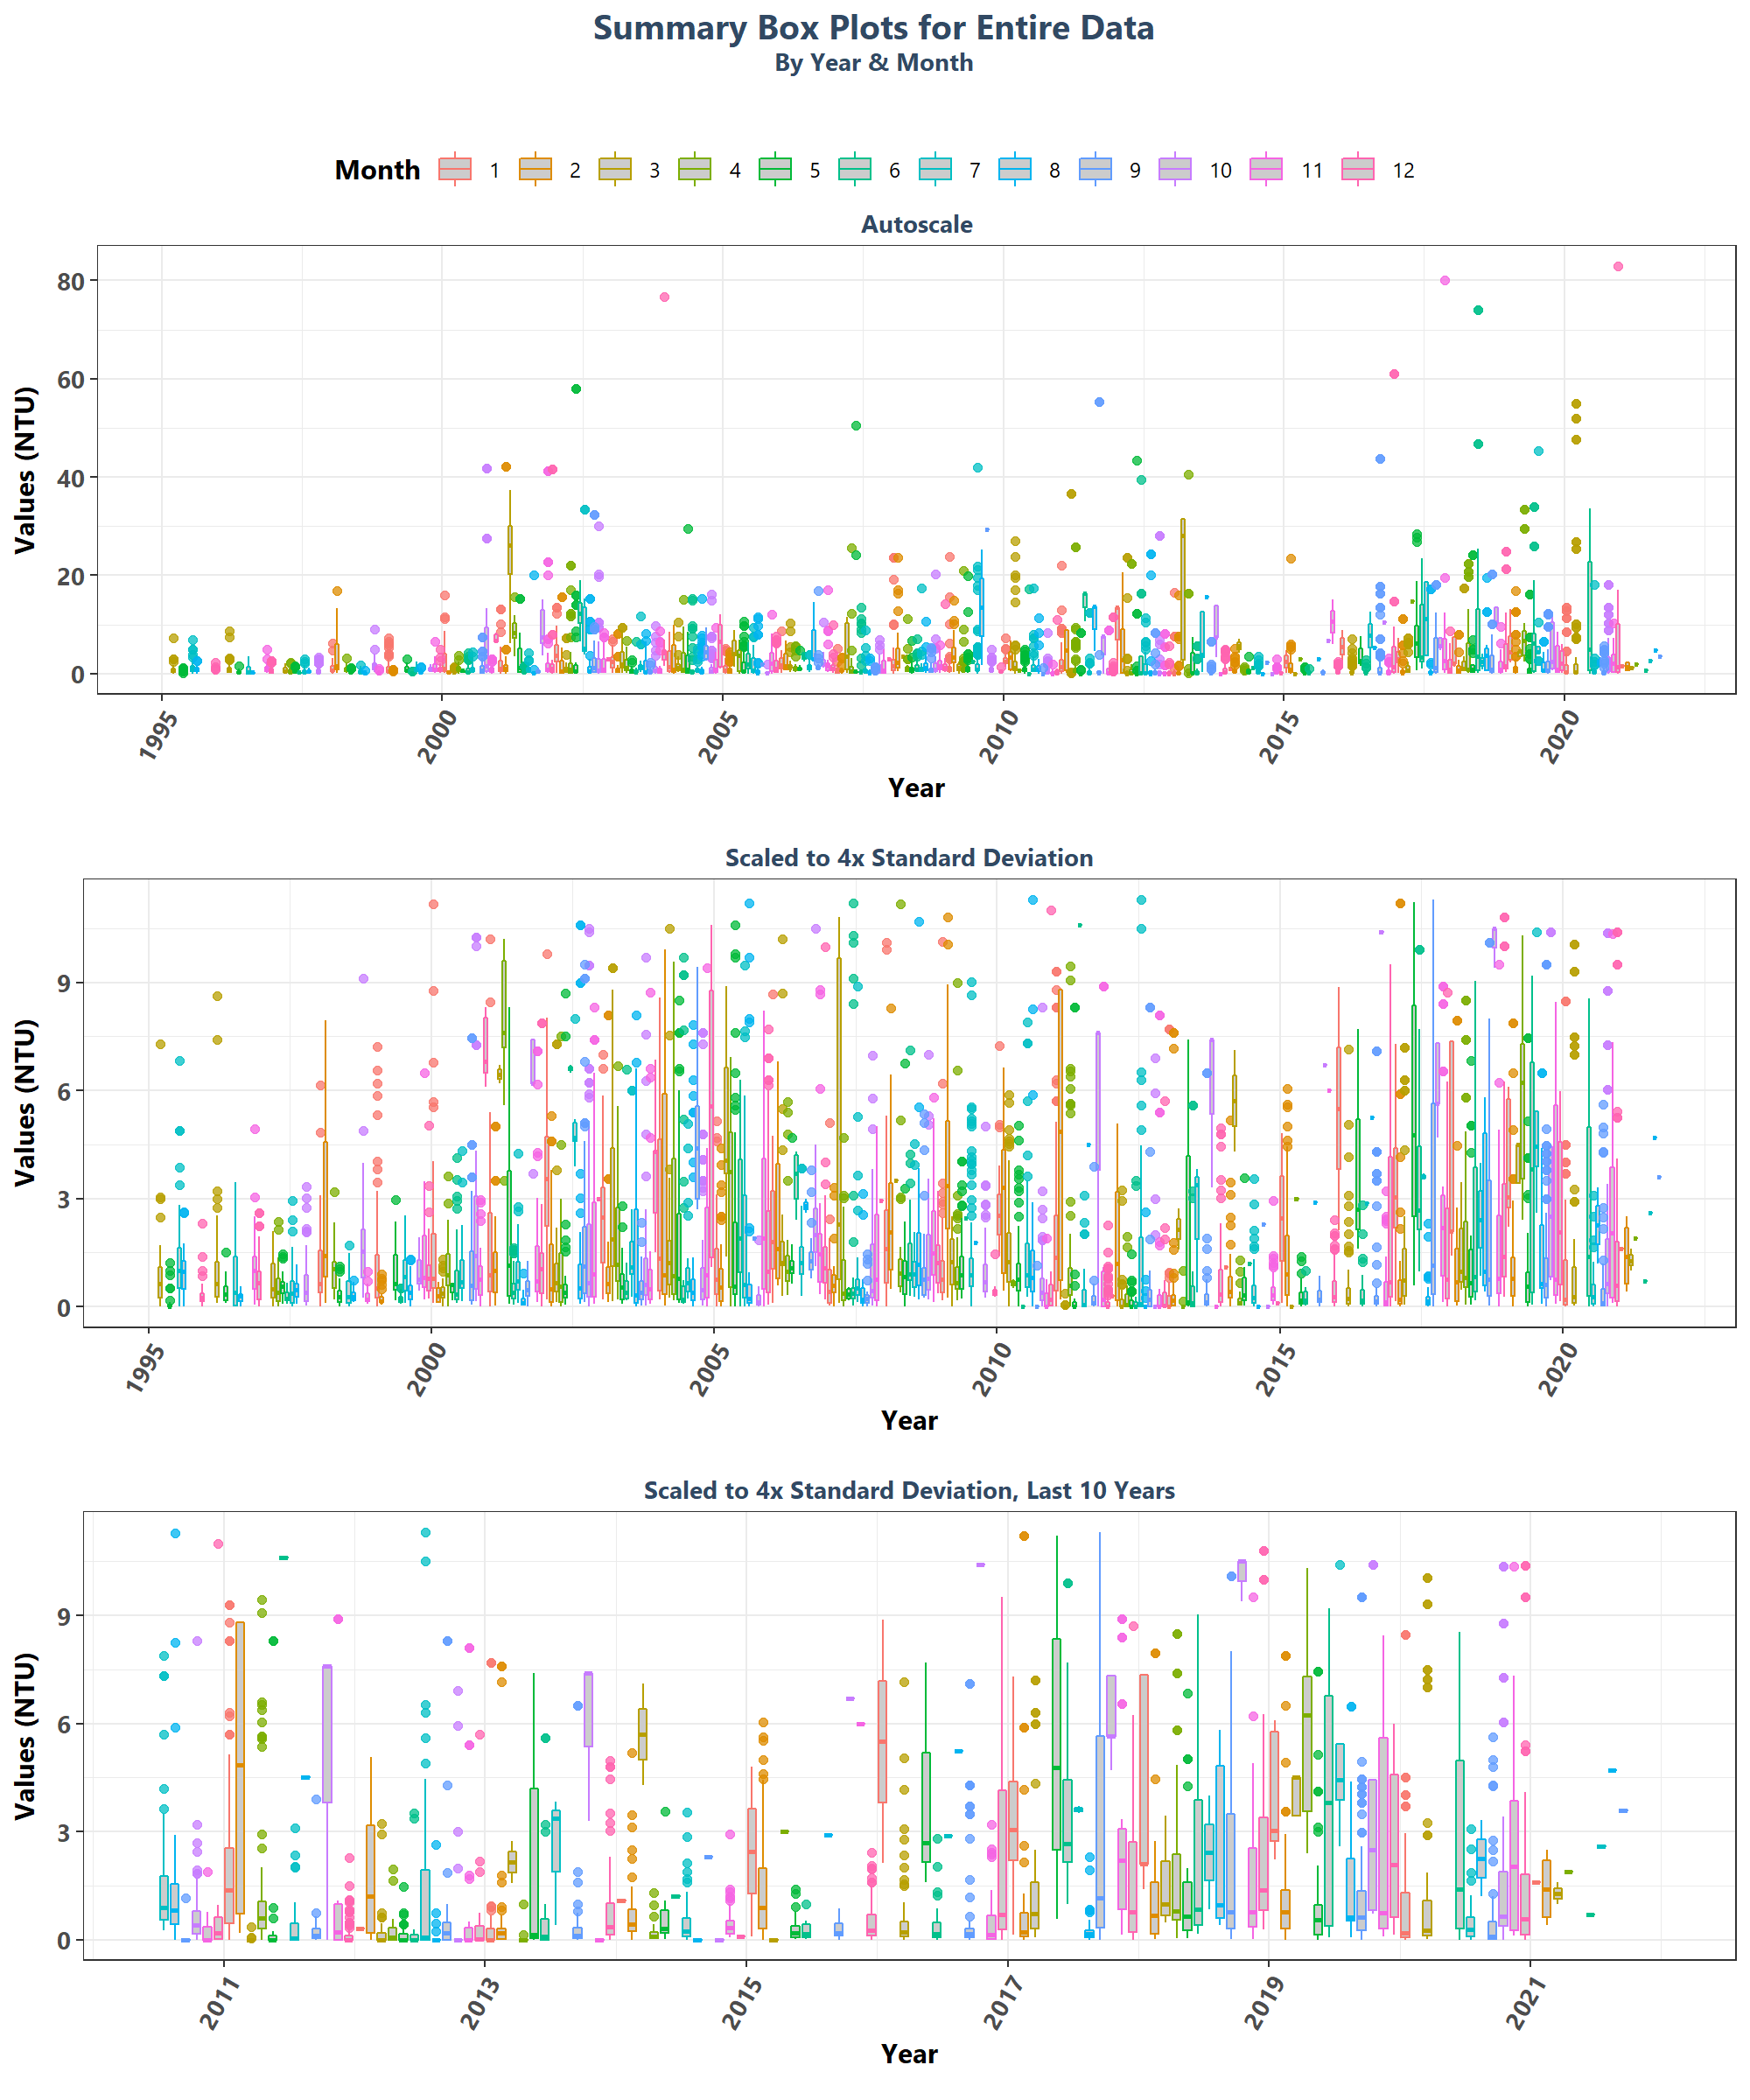 Summary Box Plots for Entire Data
By Year & Month
Month 1 2 3 4 5 6 7 8 9 10 11 12
Autoscale
Values (NTU)
80
60
40
20
0
1995 2000 2005 2010 2015 2020
Year
Scaled to 4x Standard Deviation
Values (NTU)
9
6
3
0
1995 2000 2005 2010 2015 2020
Year
Scaled to 4x Standard Deviation, Last 10 Years
Values (NTU)
9
6
3
0
2011 2013 2015 2017 2019 2021
Year